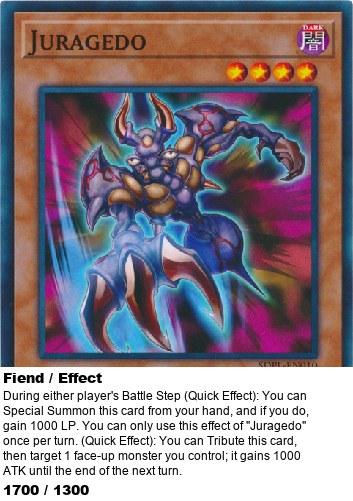 JURAGEDO
DARK
闇
Fiend / Effect
During either player's Battle Step (Quick Effect): You can
Special Summon this card from your hand, and if you do,
gain 1000 LP. You can only use this effect of "Juragedo"
once per turn. (Quick Effect): You can Tribute this card,
then target 1 face-up monster you control; it gains 1000
ATK until the end of the next turn.
1700 / 1300